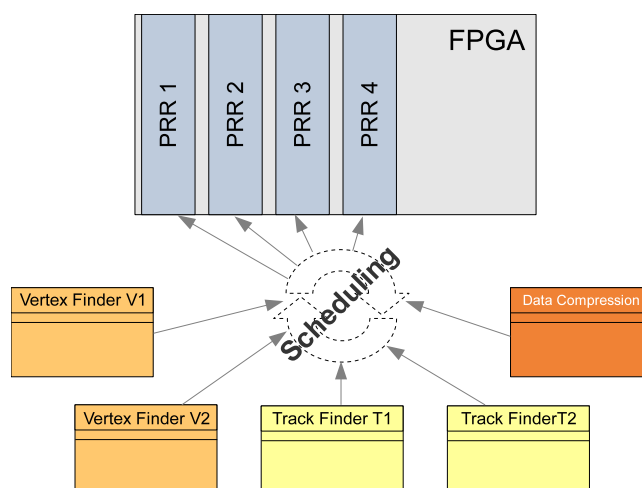 FPGA
PRR 1
PRR 2
PRR 3
PRR 4
Scheduling
Vertex Finder V1
Data Compression
Vertex Finder V2
Track Finder T1
Track FinderT2